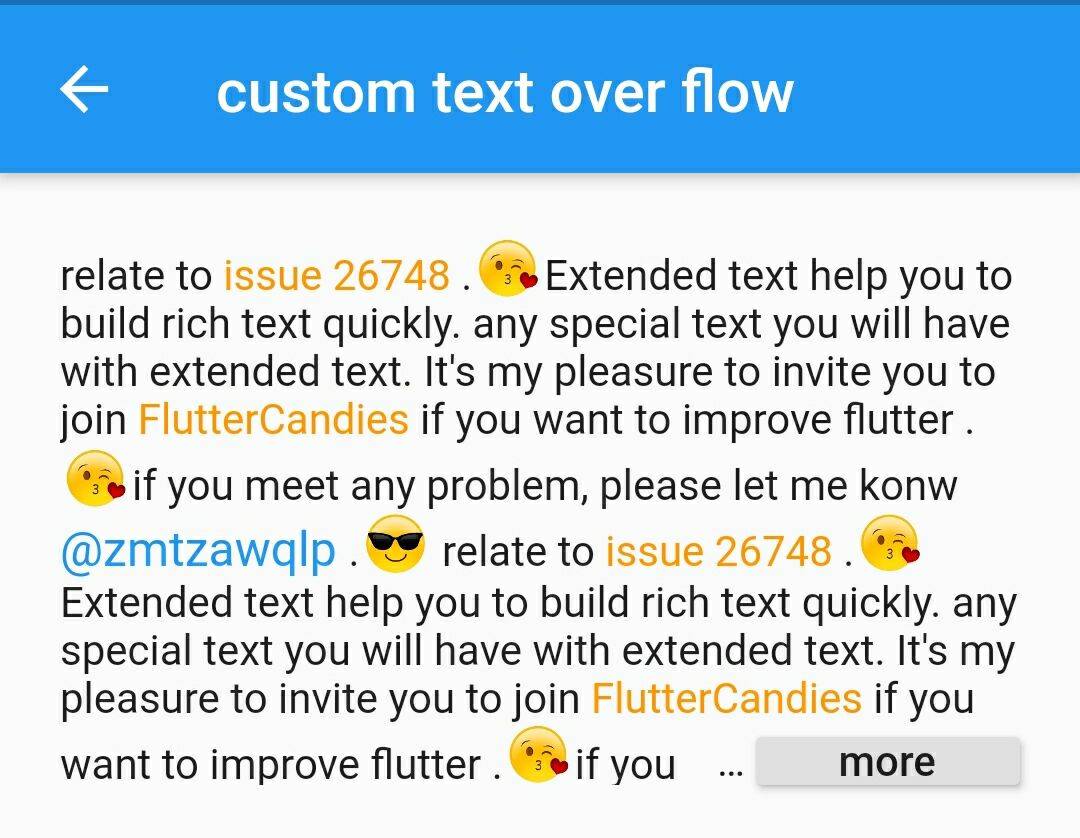 custom text over flow
relate to issue 26748 . 😘Extended text help you to
build rich text quickly. any special text you will have
with extended text. It's my pleasure to invite you to
join FlutterCandies if you want to improve flutter .
😘if you meet any problem, please let me konw
@zmtzawqlp .😎 relate to issue 26748 .😘
Extended text help you to build rich text quickly. any
special text you will have with extended text. It's my
pleasure to invite you to join FlutterCandies if you
want to improve flutter .😘if you ... more